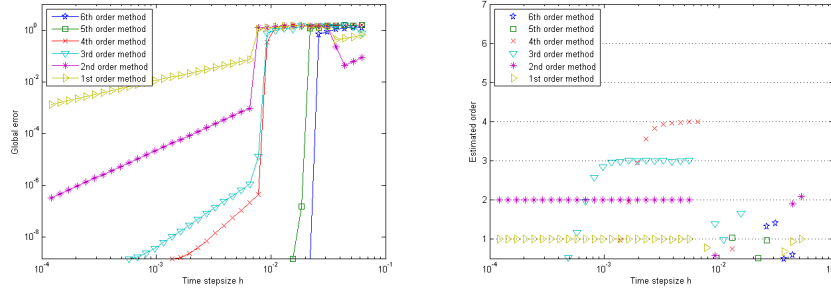 6th order method
5th order method
4th order method
3rd order method
2nd order method
1st order method
10^0
10^-2
10^-4
10^-6
10^-8
Global error
10^-4
10^-3
10^-2
10^-1
Time stepsize h
6th order method
5th order method
4th order method
3rd order method
2nd order method
1st order method
7
6
5
4
3
2
1
Estimated order
10^-4
10^-3
10^-2
10^-1
Time stepsize h